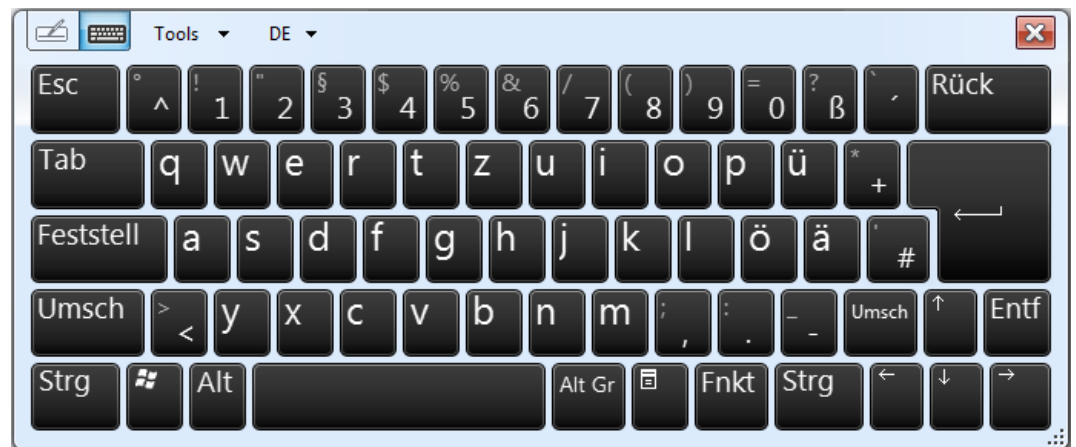 Tools DE
Esc ° ^ ! 1 " 2 § 3 $ 4 % 5 & 6 / 7 ( 8 ) 9 = 0 ? ß ` ´ Rück
Tab q w e r t z u i o p ü * +
Feststell a s d f g h j k l ö ä ' #
Umsch > < y x c v b n m ; , : . _ - Umsch ↑ Entf
Strg Alt Alt Gr Fnkt Strg ← ↓ →